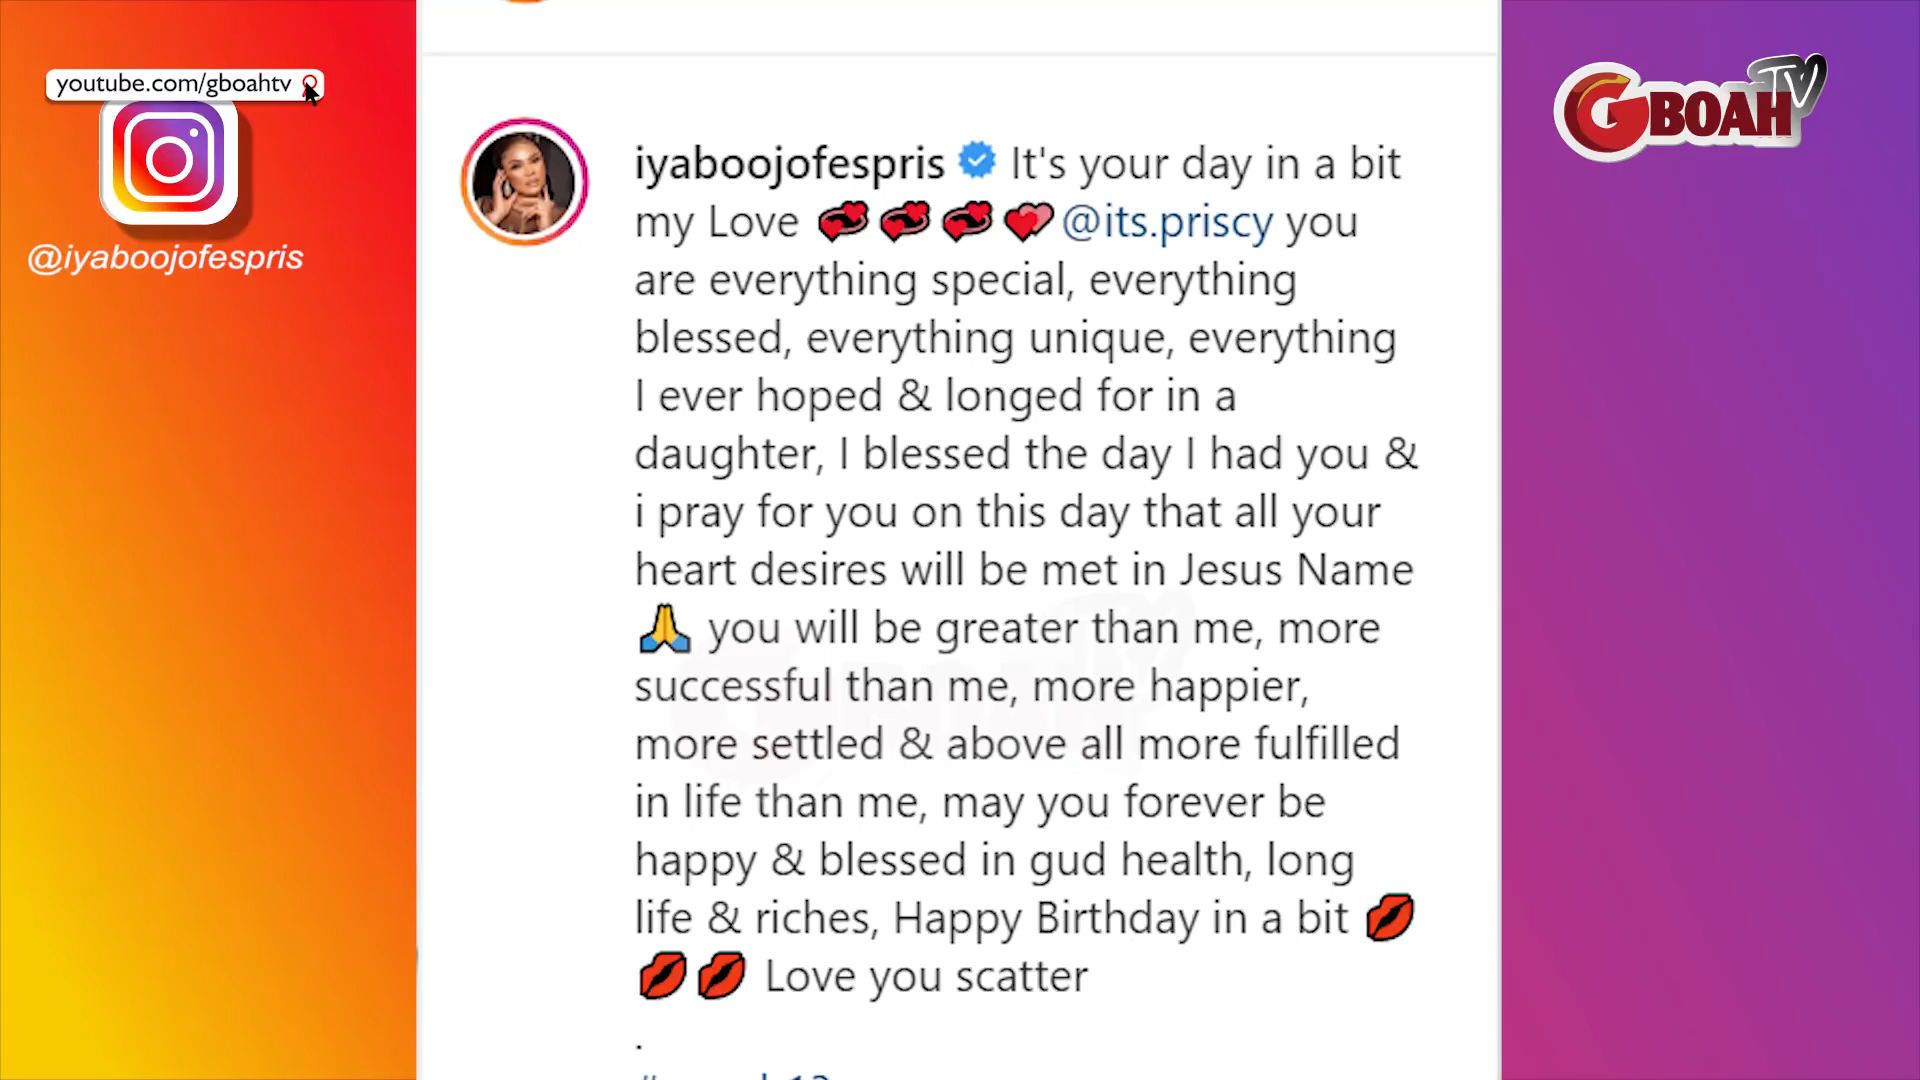 youtube.com/gboahtv
@iyaboojofespris
GBOAH TV
iyaboojofespris It's your day in a bit
my Love 💞💞💞💕 @its.priscy you
are everything special, everything
blessed, everything unique, everything
I ever hoped & longed for in a
daughter, I blessed the day I had you &
i pray for you on this day that all your
heart desires will be met in Jesus Name
🙏 you will be greater than me, more
successful than me, more happier,
more settled & above all more fulfilled
in life than me, may you forever be
happy & blessed in gud health, long
life & riches, Happy Birthday in a bit 💋
💋💋 Love you scatter
.